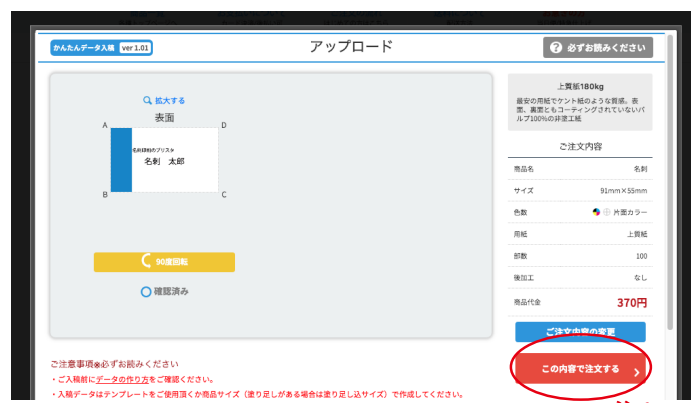 かんたんデータ入稿 ver 1.01
アップロード
? 必ずお読みください
拡大する
表面
A
D
名刺印刷のプリスタ
名刺 太郎
B
C
90度回転
確認済み
上質紙180kg
最安の用紙でケント紙のような質感。表
面、裏面ともコーティングされていないパ
ルプ100%の非塗工紙
ご注文内容
商品名 名刺
サイズ 91mm×55mm
色数 片面カラー
用紙 上質紙
部数 100
後加工 なし
商品代金 370円
ご注文内容の変更
この内容で注文する
ご注意事項※必ずお読みください
・ご入稿前にデータの作り方をご確認ください。
・入稿データはテンプレートをご使用頂くか商品サイズ（塗り足しがある場合は塗り足し込サイズ）で作成してください。